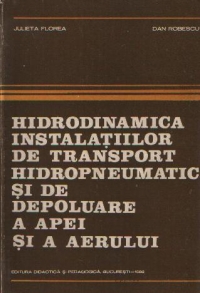 JULIETA FLOREA DAN ROBESCU
HIDRODINAMICA
INSTALAȚIILOR
DE TRANSPORT
HIDROPNEUMATIC
ȘI DE
DEPOLUARE
A APEI
ȘI A AERULUI
EDITURA DIDACTICĂ ȘI PEDAGOGICĂ, BUCUREȘTI - 1982